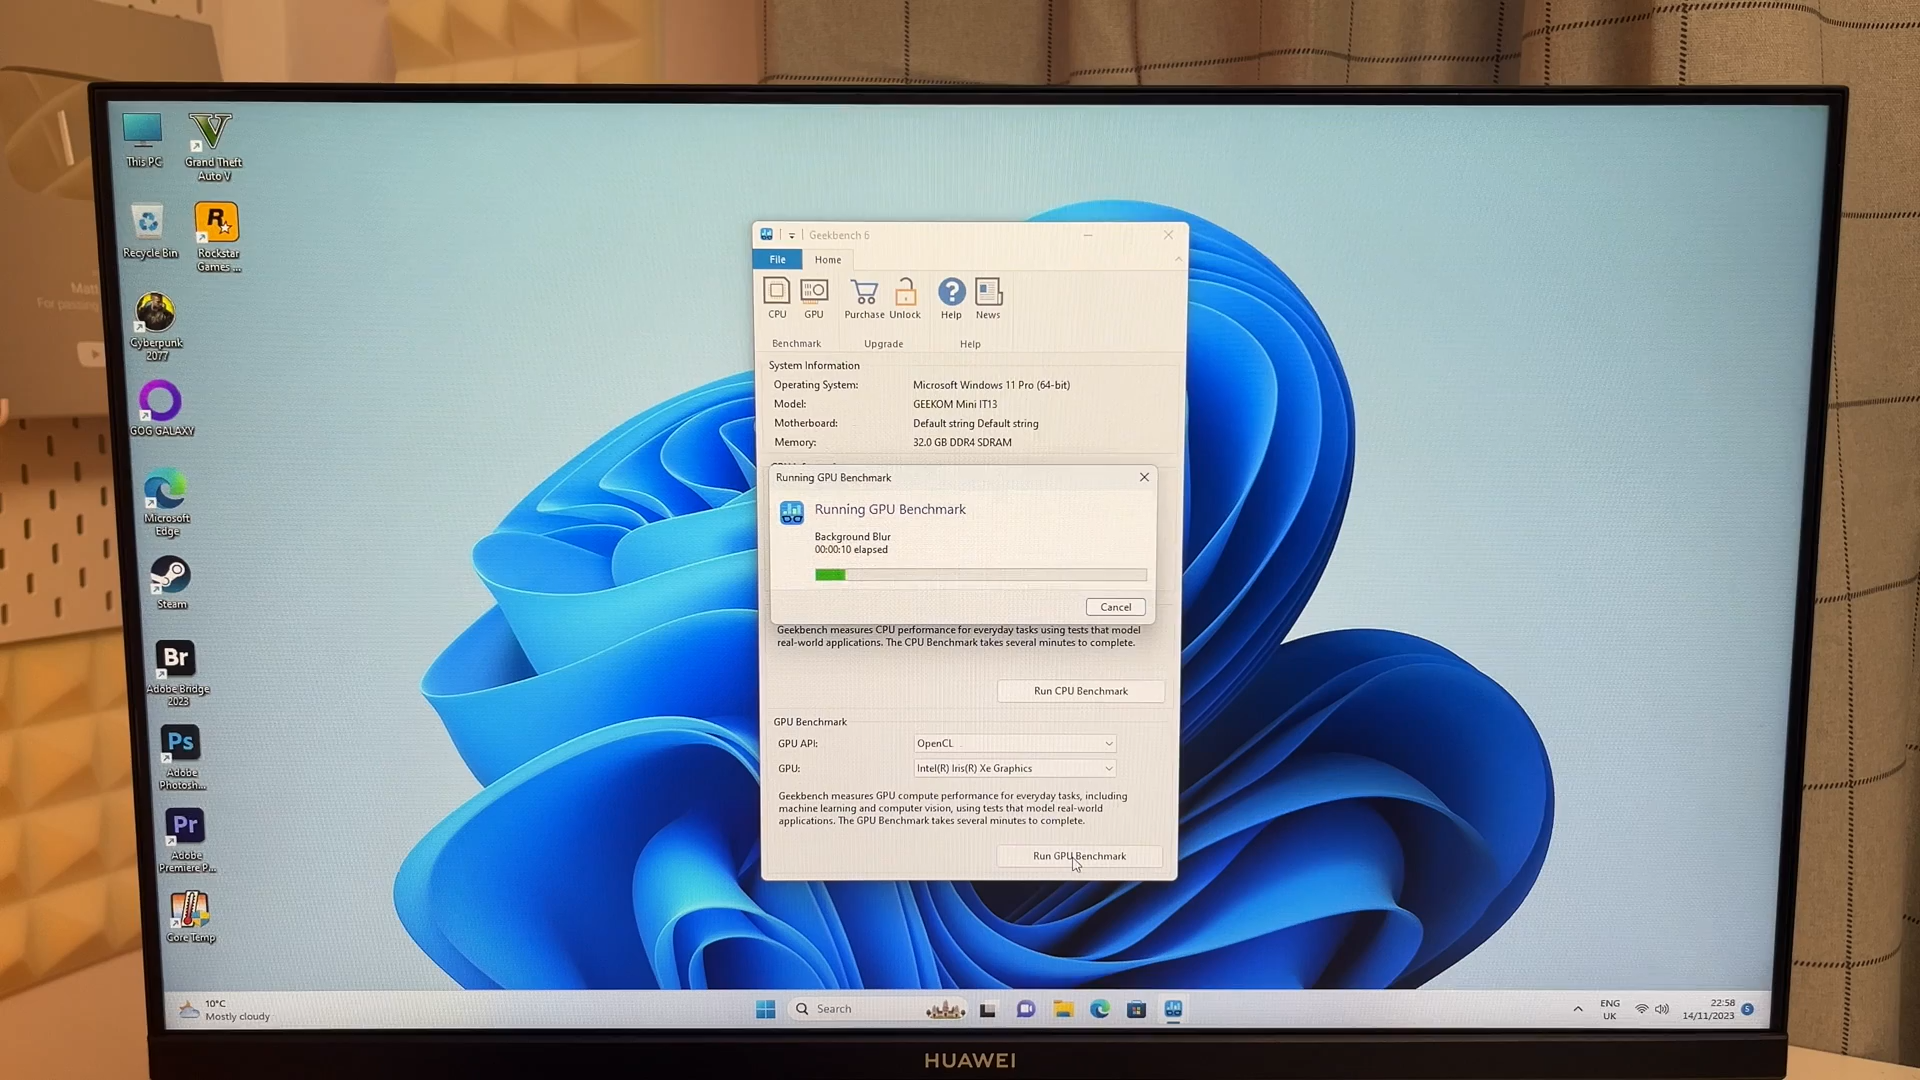 This PC
Grand Theft
Auto V
Recycle Bin
Rockstar
Games ...
Cyberpunk
2077
GOG GALAXY
Microsoft
Edge
Steam
Br
Adobe Bridge
2023
Ps
Adobe
Photosh...
Pr
Adobe
Premiere P...
Core Temp
Geekbench 6
File
Home
CPU
GPU
Purchase
Unlock
Help
News
Benchmark
Upgrade
Help
System Information
Operating System: Microsoft Windows 11 Pro (64-bit)
Model: GEEKOM Mini IT13
Motherboard: Default string Default string
Memory: 32.0 GB DDR4 SDRAM
Running GPU Benchmark
Running GPU Benchmark
Background Blur
00:00:10 elapsed
Cancel
Geekbench measures CPU performance for everyday tasks using tests that model
real-world applications. The CPU Benchmark takes several minutes to complete.
Run CPU Benchmark
GPU Benchmark
GPU API: OpenCL
GPU: Intel(R) Iris(R) Xe Graphics
Geekbench measures GPU compute performance for everyday tasks, including
machine learning and computer vision, using tests that model real-world
applications. The GPU Benchmark takes several minutes to complete.
Run GPU Benchmark
10°C
Mostly cloudy
Search
ENG
UK
22:58
14/11/2023
5
HUAWEI